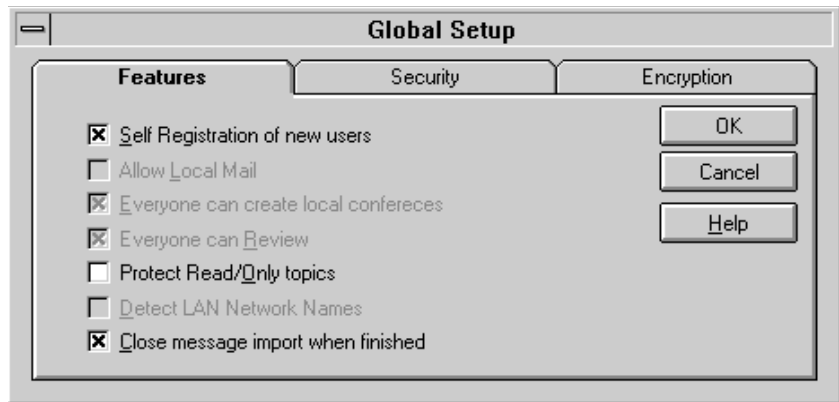 Global Setup
Features Security Encryption
Self Registration of new users
Allow Local Mail
Everyone can create local confereces
Everyone can Review
Protect Read/Only topics
Detect LAN Network Names
Close message import when finished
OK
Cancel
Help